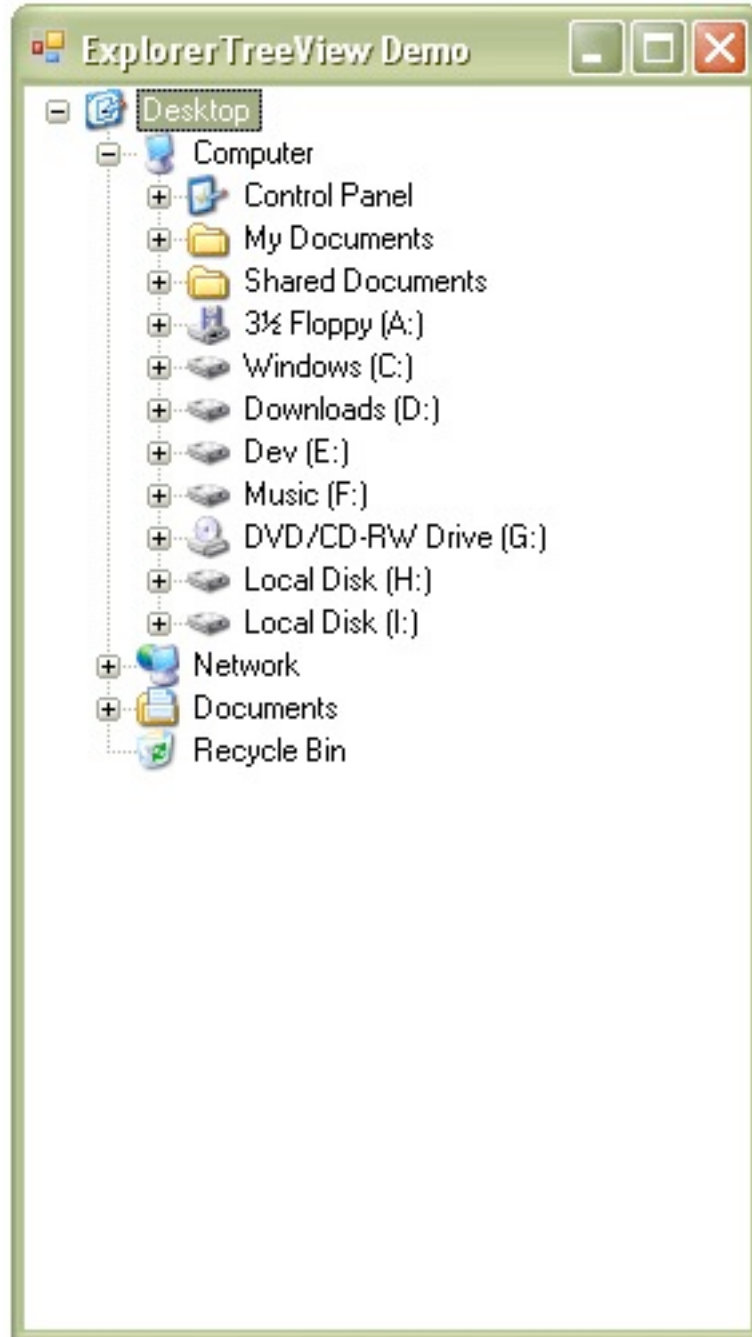 ExplorerTreeView Demo
Desktop
Computer
Control Panel
My Documents
Shared Documents
3½ Floppy (A:)
Windows (C:)
Downloads (D:)
Dev (E:)
Music (F:)
DVD/CD-RW Drive (G:)
Local Disk (H:)
Local Disk (I:)
Network
Documents
Recycle Bin